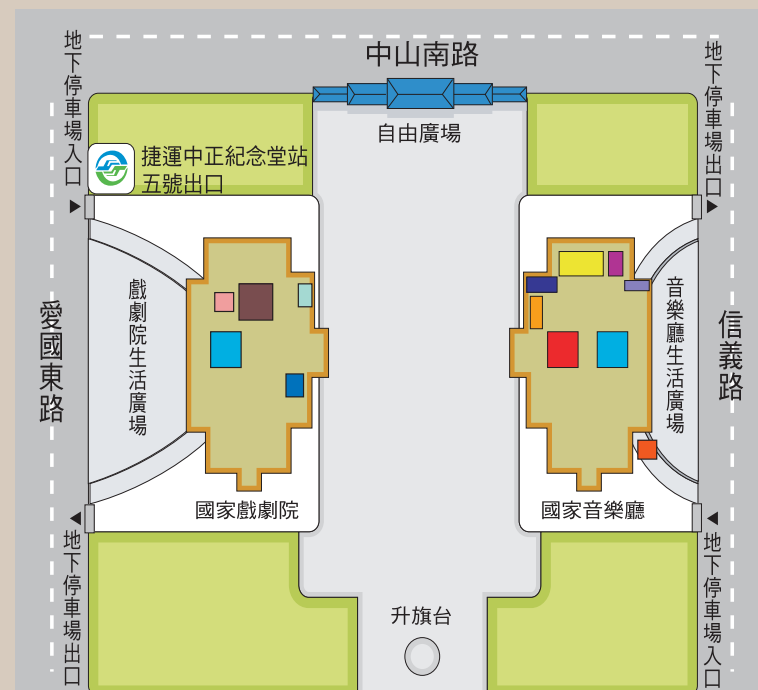 中山南路
地下停車場入口
地下停車場出口
自由廣場
捷運中正紀念堂站
五號出口
愛國東路
戲劇院生活廣場
音樂廳生活廣場
信義路
國家戲劇院
國家音樂廳
地下停車場出口
地下停車場入口
升旗台